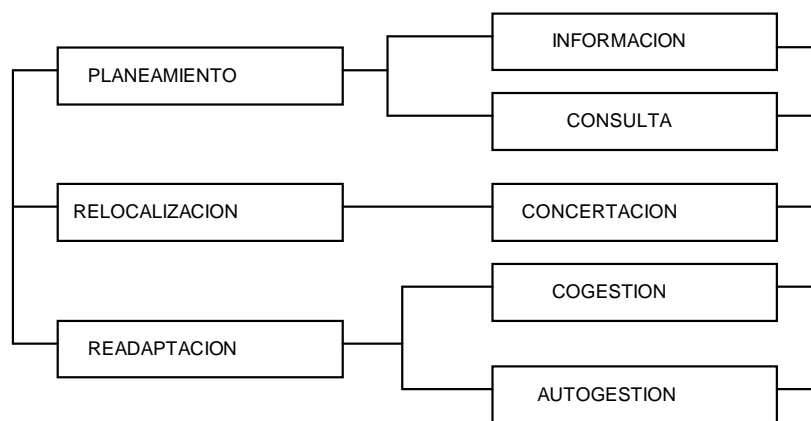 PLANEAMIENTO
INFORMACION
CONSULTA
RELOCALIZACION
CONCERTACION
READAPTACION
COGESTION
AUTOGESTION